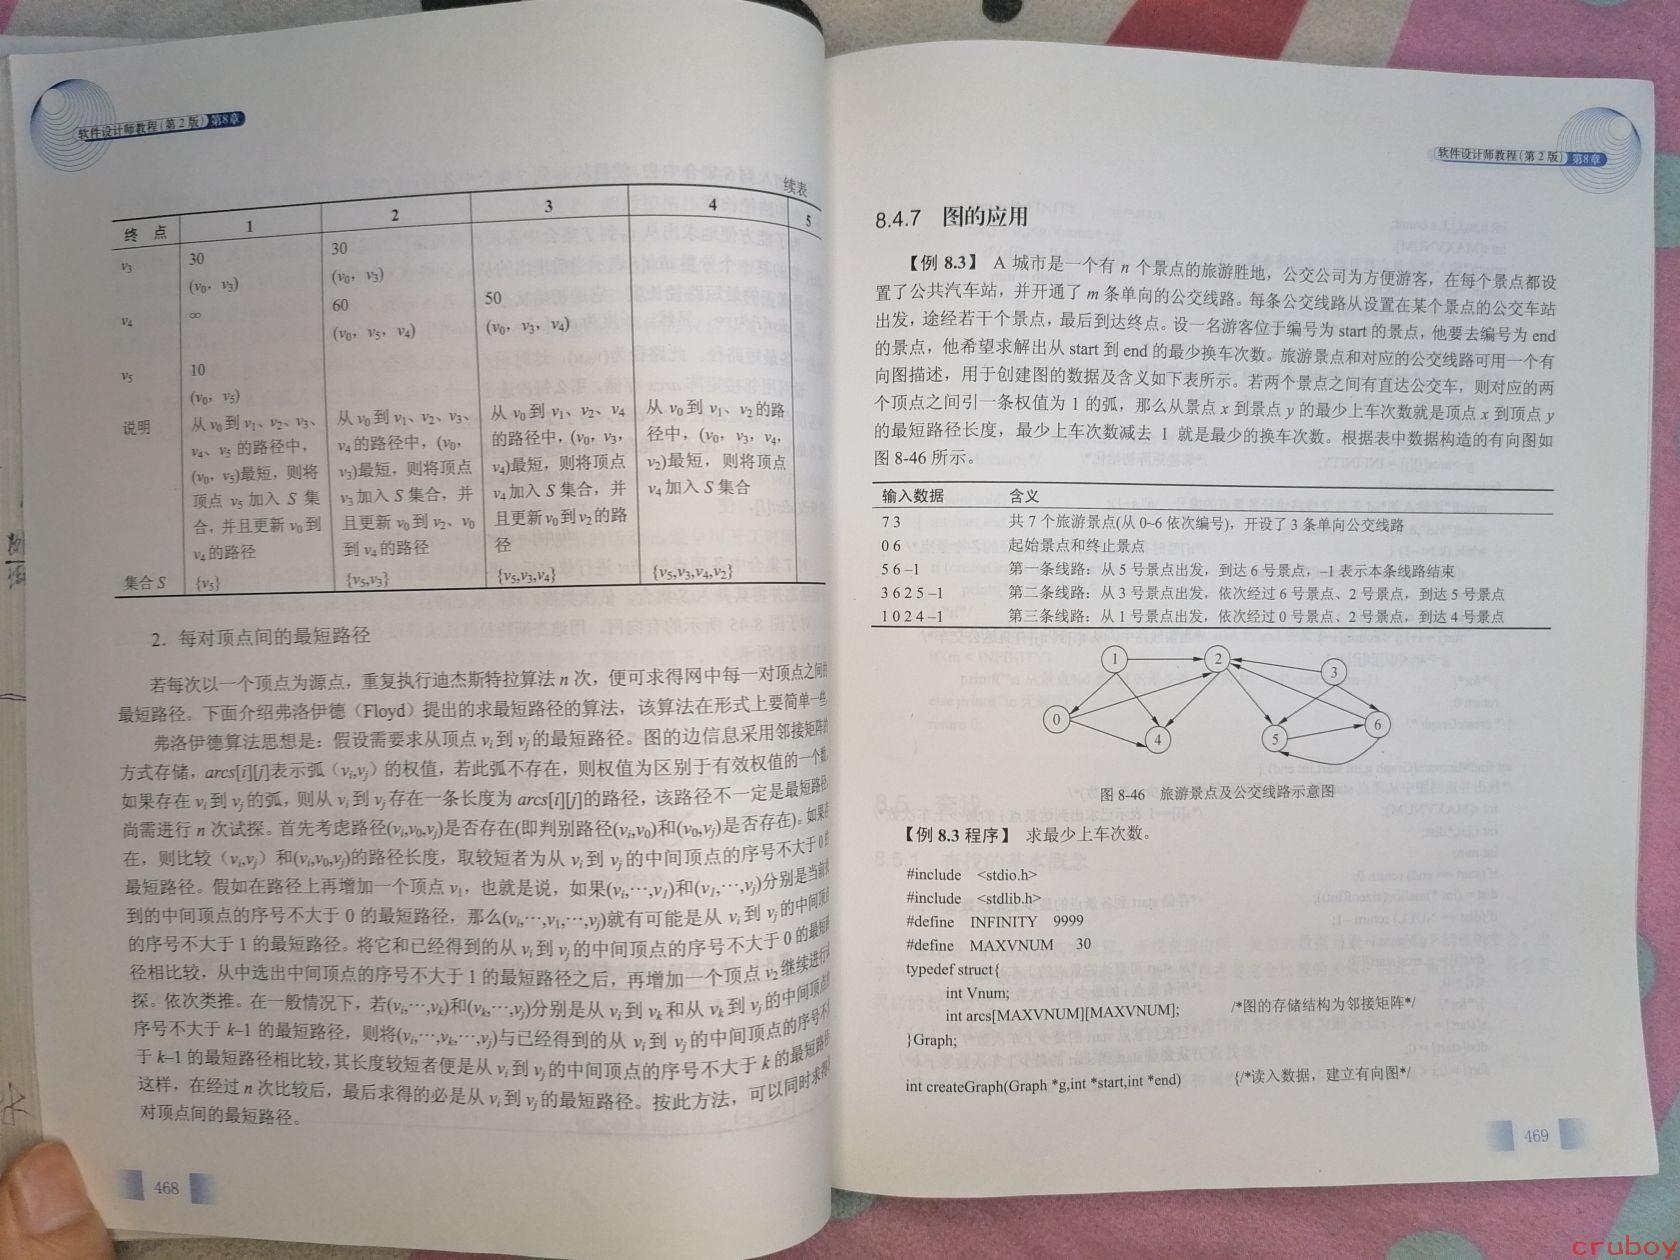 软件设计师教程(第2版) 第8章
续表
终 点 1 2 3 4 5
v3 30 30
(v0, v3) (v0, v3)
v4 ∞ 60 50
(v0, v5, v4) (v0, v3, v4)
v5 10
(v0, v5)
说明
从 v0 到 v1、v2、v3、
v4、v5 的路径中,
(v0, v5)最短, 则将
顶点 v5 加入 S 集
合, 并且更新 v0 到
v4 的路径
从 v0 到 v1、v2、v3、
v4 的路径中, (v0,
v3)最短, 则将顶点
v3 加入 S 集合, 并
且更新 v0 到 v2、v0
到 v4 的路径
从 v0 到 v1、v2、v4
的路径中, (v0, v3,
v4)最短, 则将顶点
v4 加入 S 集合, 并
且更新 v0 到 v2 的路
径
从 v0 到 v1、v2 的路
径中, (v0, v3, v4,
v2)最短, 则将顶点
v4 加入 S 集合
集合 S {v5} {v5,v3} {v5,v3,v4} {v5,v3,v4,v2}
2. 每对顶点间的最短路径
若每次以一个顶点为源点, 重复执行迪杰斯特拉算法 n 次, 便可求得网中每一对顶点之间的
最短路径。下面介绍弗洛伊德 (Floyd) 提出的求最短路径的算法, 该算法在形式上要简单一些。
弗洛伊德算法思想是: 假设需要求从顶点 vi 到 vj 的最短路径。图的边信息采用邻接矩阵的
方式存储, arcs[i][j]表示弧 (vi,vj) 的权值, 若此弧不存在, 则权值为区别于有效权值的一个数。
如果存在 vi 到 vj 的弧, 则从 vi 到 vj 存在一条长度为 arcs[i][j]的路径, 该路径不一定是最短路径,
尚需进行 n 次试探。首先考虑路径(vi,v0,vj)是否存在(即判别路径(vi,v0)和(v0,vj)是否存在)。如果存
在, 则比较 (vi,vj) 和(vi,v0,vj)的路径长度, 取较短者为从 vi 到 vj 的中间顶点的序号不大于 0 的
最短路径。假如在路径上再增加一个顶点 v1, 也就是说, 如果(vi,…,v1)和(v1,…,vj)分别是当前找
到的中间顶点的序号不大于 0 的最短路径, 那么(vi,…,v1,…,vj)就有可能是从 vi 到 vj 的中间顶点
的序号不大于 1 的最短路径。将它和已经得到的从 vi 到 vj 的中间顶点的序号不大于 0 的最短路
径相比较, 从中选出中间顶点的序号不大于 1 的最短路径之后, 再增加一个顶点 v2 继续进行试
探。依次类推。在一般情况下, 若(vi,…,vk)和(vk,…,vj)分别是从 vi 到 vk 和从 vk 到 vj 的中间顶点
序号不大于 k–1 的最短路径, 则将(vi,…,vk,…,vj)与已经得到的从 vi 到 vj 的中间顶点的序号不
于 k–1 的最短路径相比较, 其长度较短者便是从 vi 到 vj 的中间顶点的序号不大于 k 的最短路径。
这样, 在经过 n 次比较后, 最后求得的必是从 vi 到 vj 的最短路径。按此方法, 可以同时求得
对顶点间的最短路径。
468
软件设计师教程(第2版) 第8章
8.4.7 图的应用
【例 8.3】 A 城市是一个有 n 个景点的旅游胜地, 公交公司为方便游客, 在每个景点都设
置了公共汽车站, 并开通了 m 条单向的公交线路。每条公交线路从设置在某个景点的公交车站
出发, 途经若干个景点, 最后到达终点。设一名游客位于编号为 start 的景点, 他要去编号为 end
的景点, 他希望求解出从 start 到 end 的最少换车次数。旅游景点和对应的公交线路可用一个有
向图描述, 用于创建图的数据及含义如下表所示。若两个景点之间有直达公交车, 则对应的两
个顶点之间引一条权值为 1 的弧, 那么从景点 x 到景点 y 的最少上车次数就是顶点 x 到顶点 y
的最短路径长度, 最少上车次数减去 1 就是最少的换车次数。根据表中数据构造的有向图如
图 8-46 所示。
输入数据 含义
7 3 共 7 个旅游景点(从 0~6 依次编号), 开设了 3 条单向公交线路
0 6 起始景点和终止景点
5 6 –1 第一条线路: 从 5 号景点出发, 到达 6 号景点, –1 表示本条线路结束
3 6 2 5 –1 第二条线路: 从 3 号景点出发, 依次经过 6 号景点、2 号景点, 到达 5 号景点
1 0 2 4 –1 第三条线路: 从 1 号景点出发, 依次经过 0 号景点、2 号景点, 到达 4 号景点
1 2 3
0 4 5 6
图 8-46 旅游景点及公交线路示意图
【例 8.3 程序】 求最少上车次数。
#include <stdio.h>
#include <stdlib.h>
#define INFINITY 9999
#define MAXVNUM 30
typedef struct{
int Vnum;
int arcs[MAXVNUM][MAXVNUM]; /*图的存储结构为邻接矩阵*/
}Graph;
int createGraph(Graph *g,int *start,int *end) {/*读入数据, 建立有向图*/
469
cruboy